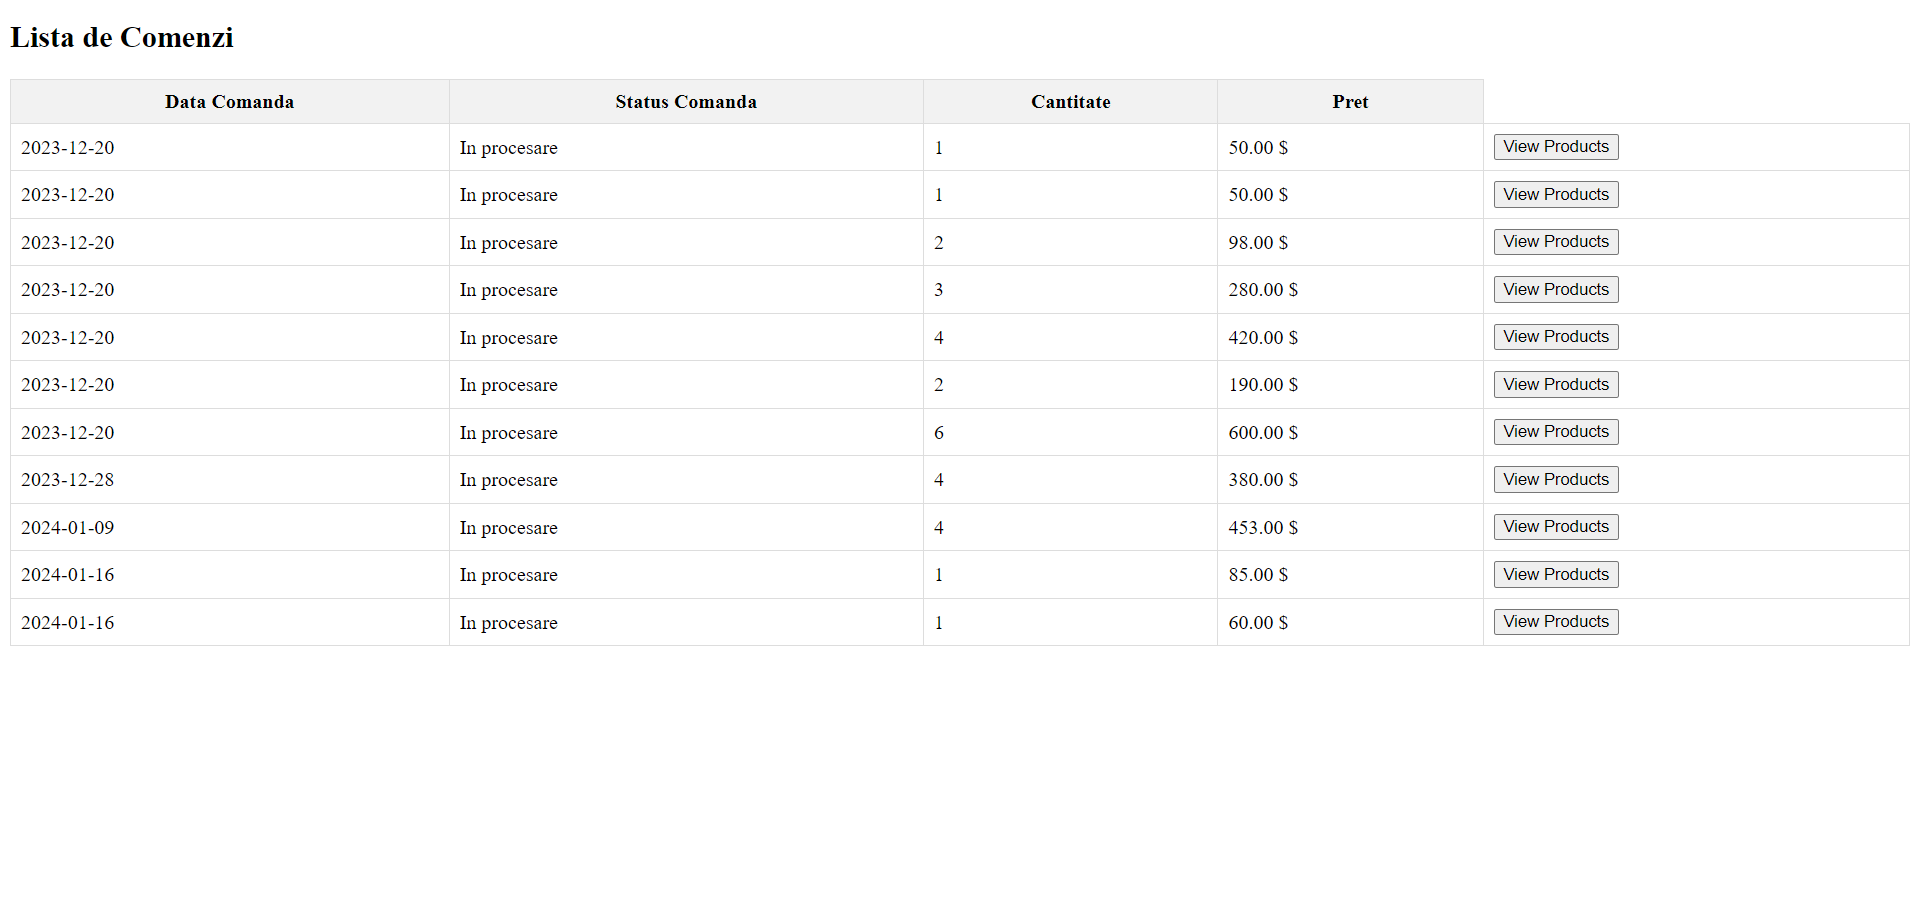 Lista de Comenzi
Data Comanda Status Comanda Cantitate Pret
2023-12-20 In procesare 1 50.00 $ View Products
2023-12-20 In procesare 1 50.00 $ View Products
2023-12-20 In procesare 2 98.00 $ View Products
2023-12-20 In procesare 3 280.00 $ View Products
2023-12-20 In procesare 4 420.00 $ View Products
2023-12-20 In procesare 2 190.00 $ View Products
2023-12-20 In procesare 6 600.00 $ View Products
2023-12-28 In procesare 4 380.00 $ View Products
2024-01-09 In procesare 4 453.00 $ View Products
2024-01-16 In procesare 1 85.00 $ View Products
2024-01-16 In procesare 1 60.00 $ View Products